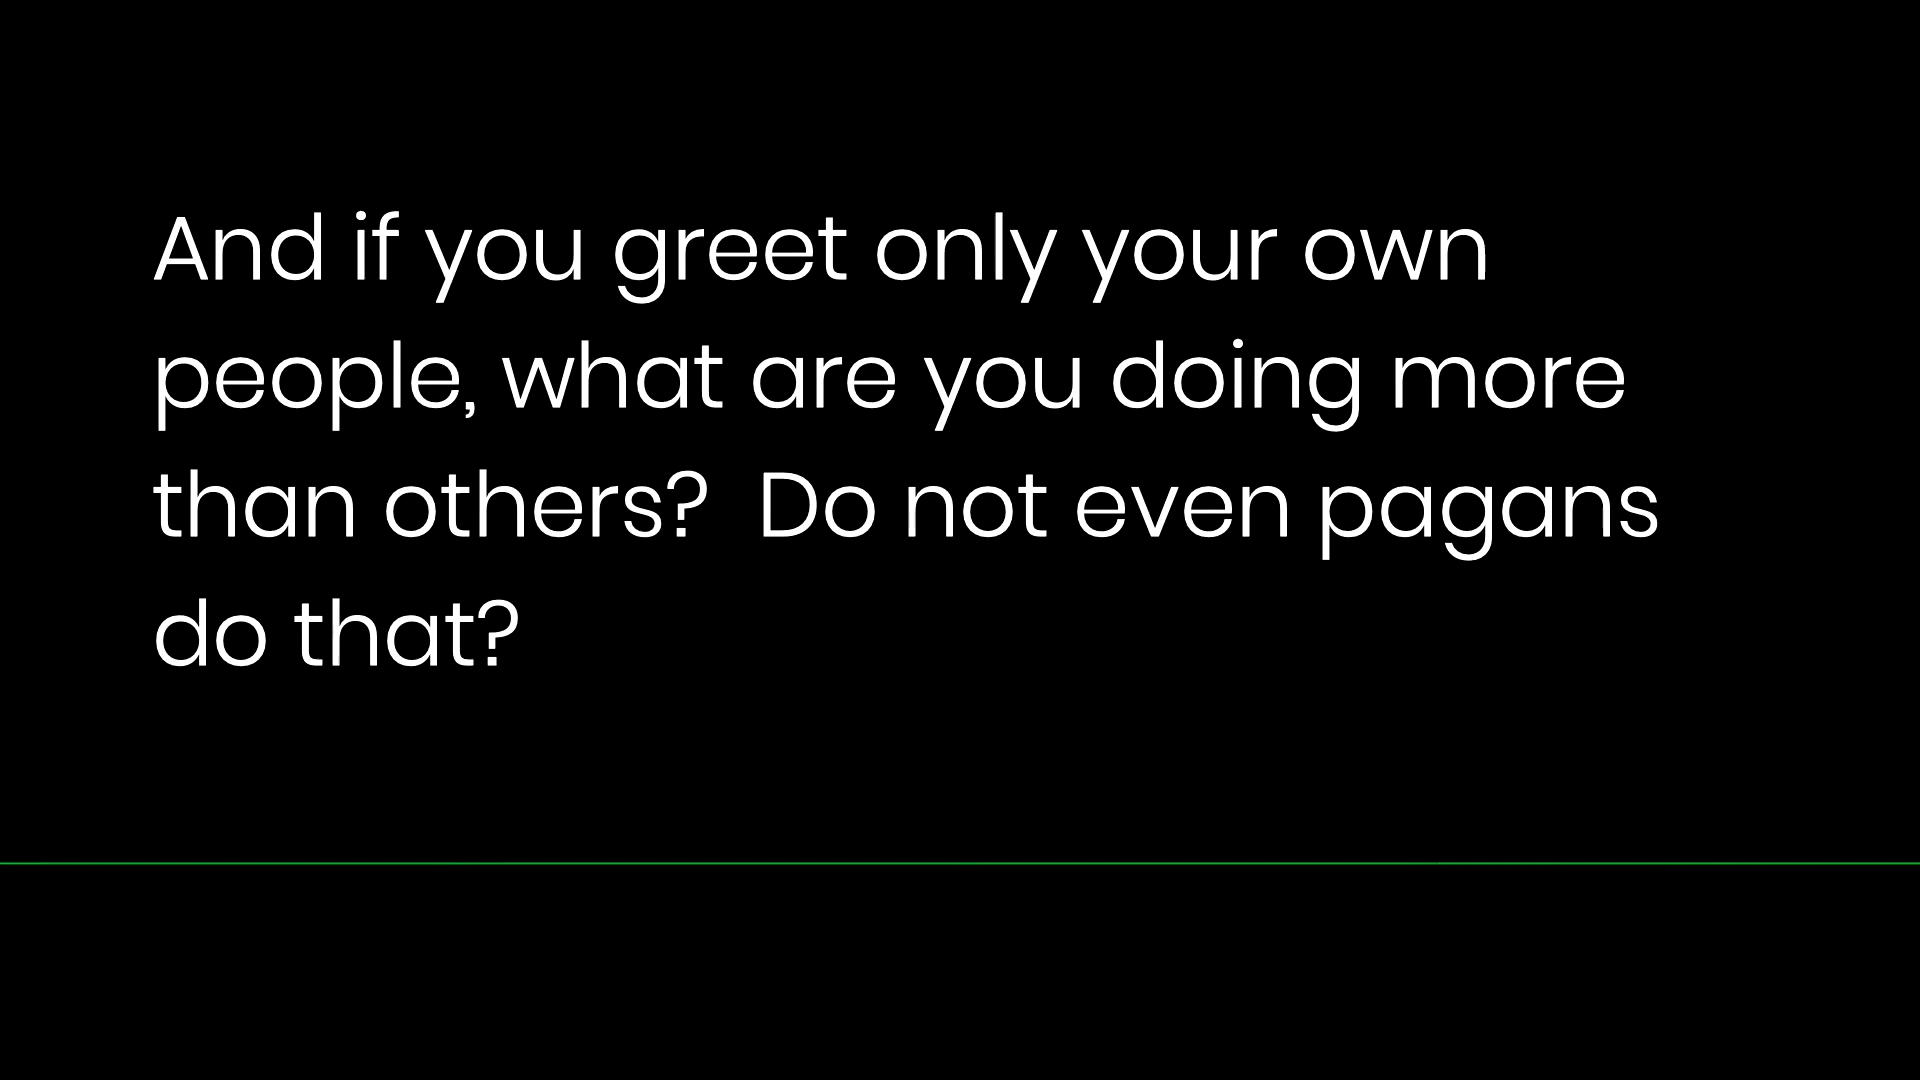 And if you greet only your own
people, what are you doing more
than others?  Do not even pagans
do that?